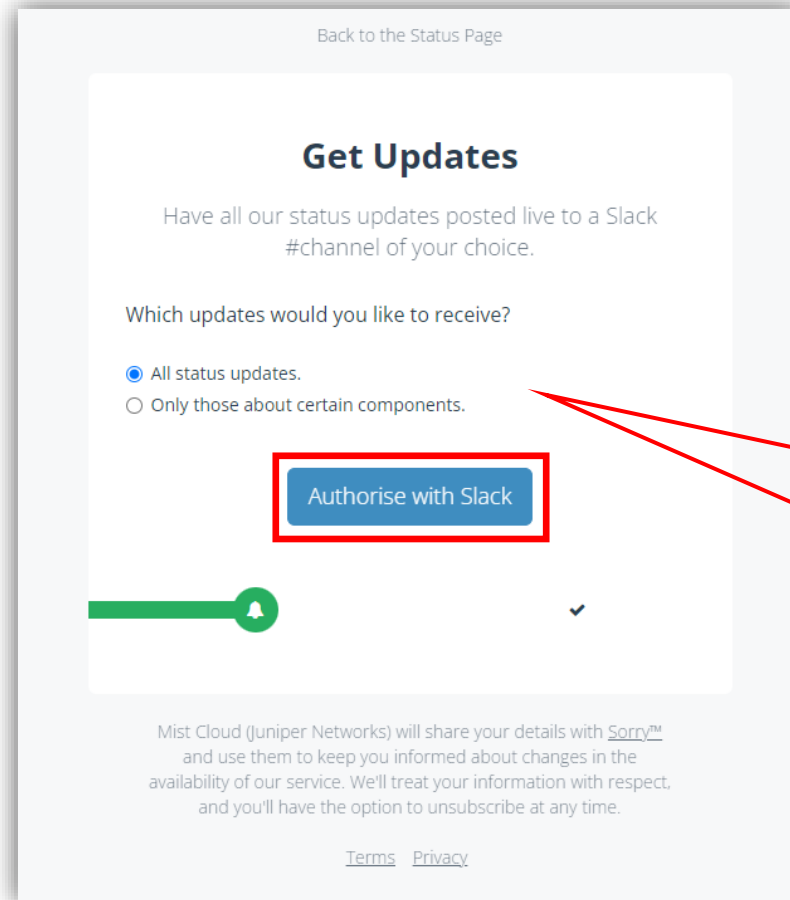 Back to the Status Page
Get Updates
Have all our status updates posted live to a Slack
#channel of your choice.
Which updates would you like to receive?
All status updates.
Only those about certain components.
Authorise with Slack
Mist Cloud (Juniper Networks) will share your details with Sorry™
and use them to keep you informed about changes in the
availability of our service. We'll treat your information with respect,
and you'll have the option to unsubscribe at any time.
Terms Privacy